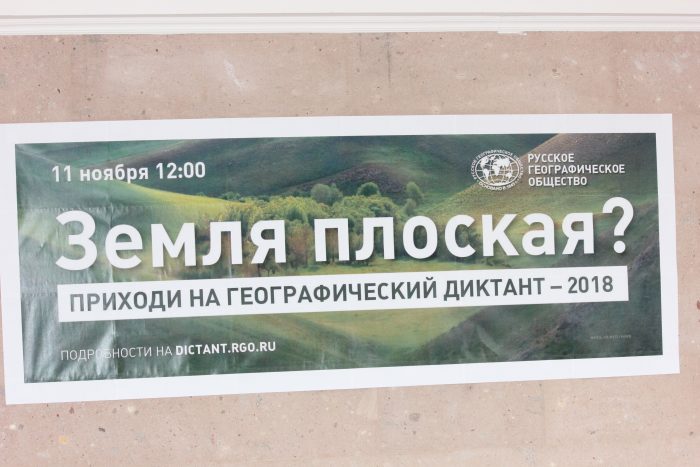 11 ноября 12:00
РУССКОЕ
ГЕОГРАФИЧЕСКОЕ
ОБЩЕСТВО
Земля плоская?
ПРИХОДИ НА ГЕОГРАФИЧЕСКИЙ ДИКТАНТ – 2018
ПОДРОБНОСТИ НА DICTANT.RGO.RU